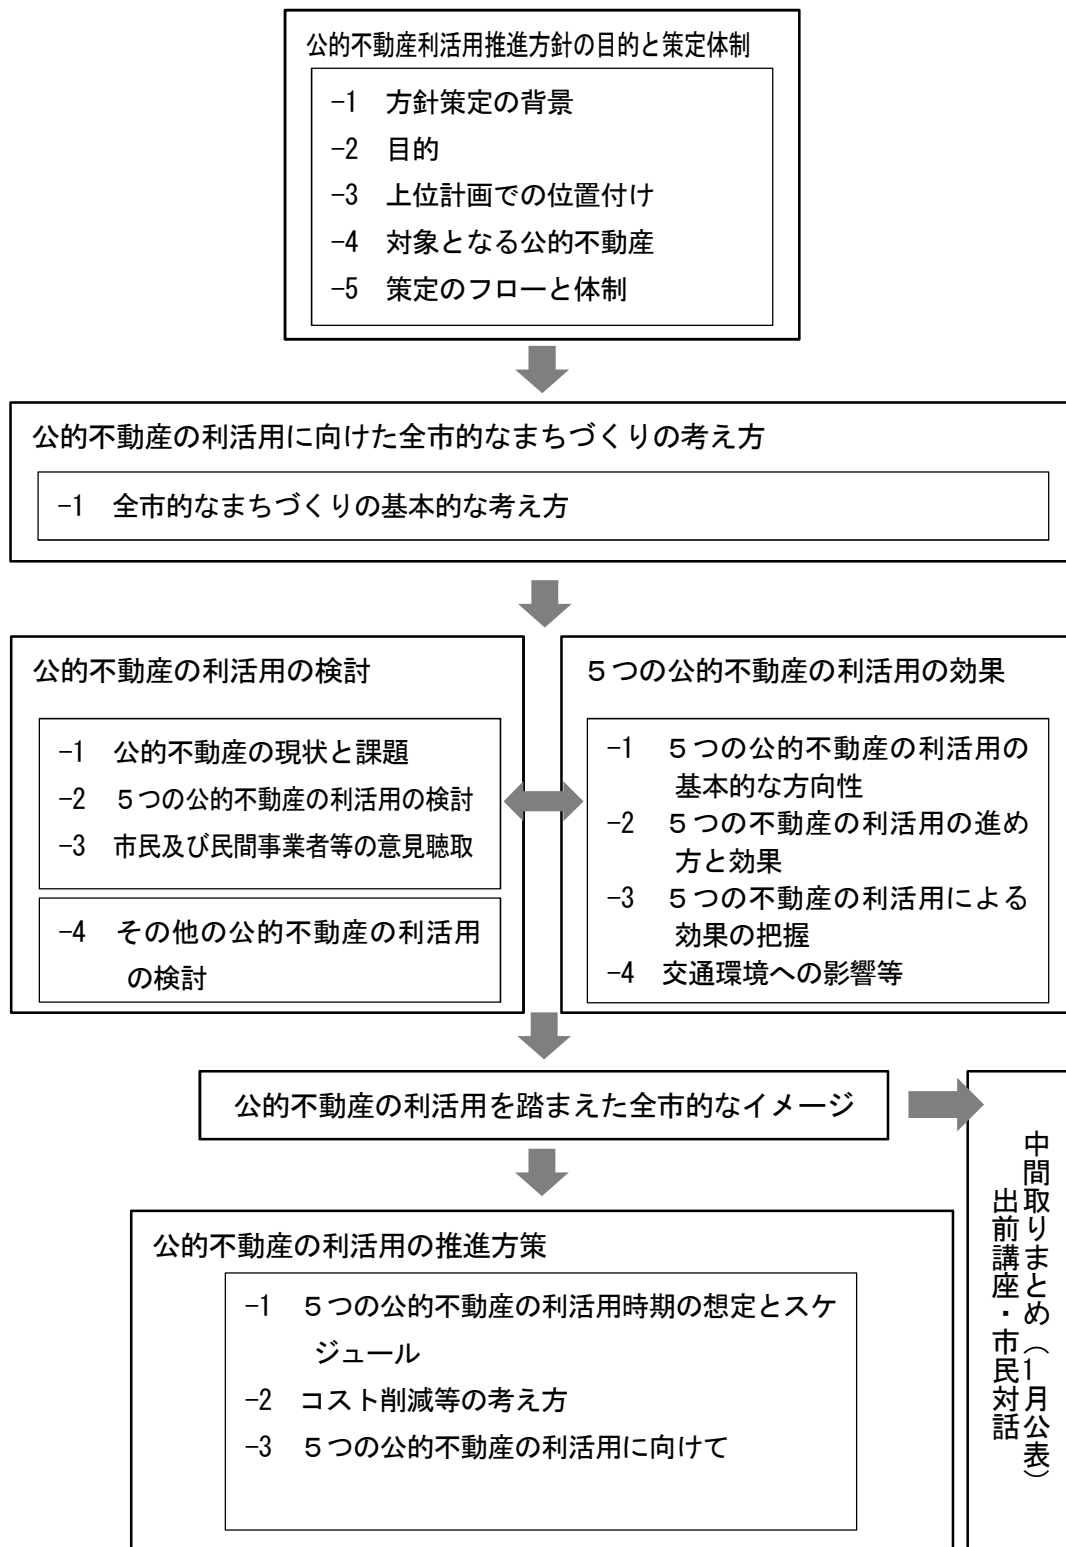 公的不動産利活用推進方針の目的と策定体制
-1 方針策定の背景
-2 目的
-3 上位計画での位置付け
-4 対象となる公的不動産
-5 策定のフローと体制
公的不動産の利活用に向けた全市的なまちづくりの考え方
-1 全市的なまちづくりの基本的な考え方
公的不動産の利活用の検討
-1 公的不動産の現状と課題
-2 5つの公的不動産の利活用の検討
-3 市民及び民間事業者等の意見聴取
-4 その他の公的不動産の利活用
の検討
5つの公的不動産の利活用の効果
-1 5つの公的不動産の利活用の
基本的な方向性
-2 5つの不動産の利活用の進め
方と効果
-3 5つの不動産の利活用による
効果の把握
-4 交通環境への影響等
公的不動産の利活用を踏まえた全市的なイメージ
中間取りまとめ(1月公表)
出前講座・市民対話
公的不動産の利活用の推進方策
-1 5つの公的不動産の利活用時期の想定とスケ
ジュール
-2 コスト削減等の考え方
-3 5つの公的不動産の利活用に向けて